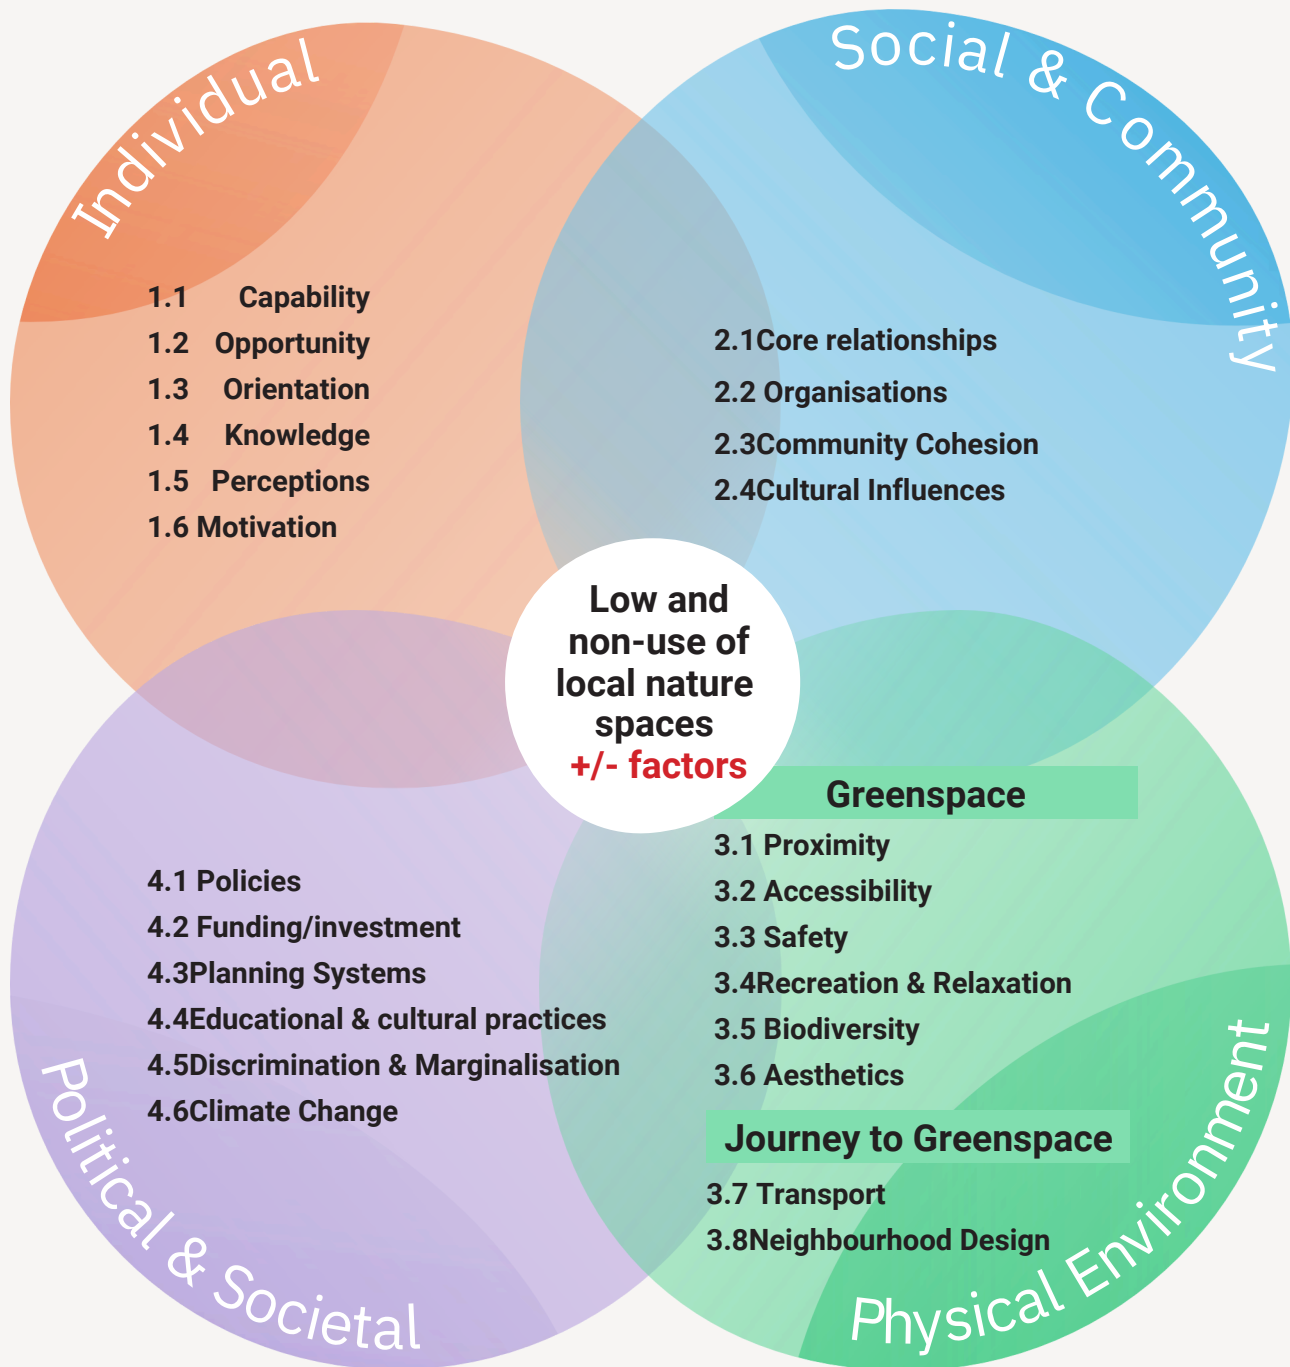 Individual
1.1 Capability
1.2 Opportunity
1.3 Orientation
1.4 Knowledge
1.5 Perceptions
1.6 Motivation
Social & Community
2.1Core relationships
2.2 Organisations
2.3Community Cohesion
2.4Cultural Influences
Low and
non-use of
local nature
spaces
+/- factors
Greenspace
3.1 Proximity
3.2 Accessibility
3.3 Safety
3.4Recreation & Relaxation
3.5 Biodiversity
3.6 Aesthetics
Journey to Greenspace
3.7 Transport
3.8Neighbourhood Design
Physical Environment
4.1 Policies
4.2 Funding/investment
4.3Planning Systems
4.4Educational & cultural practices
4.5Discrimination & Marginalisation
4.6Climate Change
Political & Societal